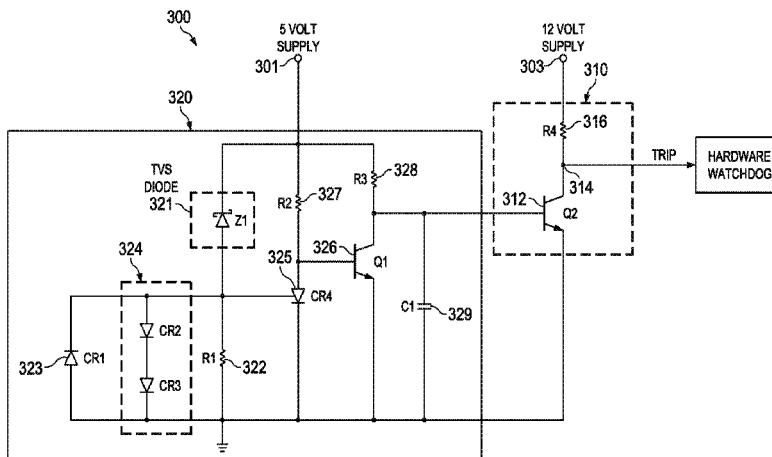 300
5 VOLT
SUPPLY
301
12 VOLT
SUPPLY
303
310
320
R4
316
TRIP
HARDWARE
WATCHDOG
TVS
DIODE
321
Z1
R2
327
R3
328
312
314
Q2
324
325
326
Q1
CR4
C1
329
323
CR1
CR2
CR3
R1
322